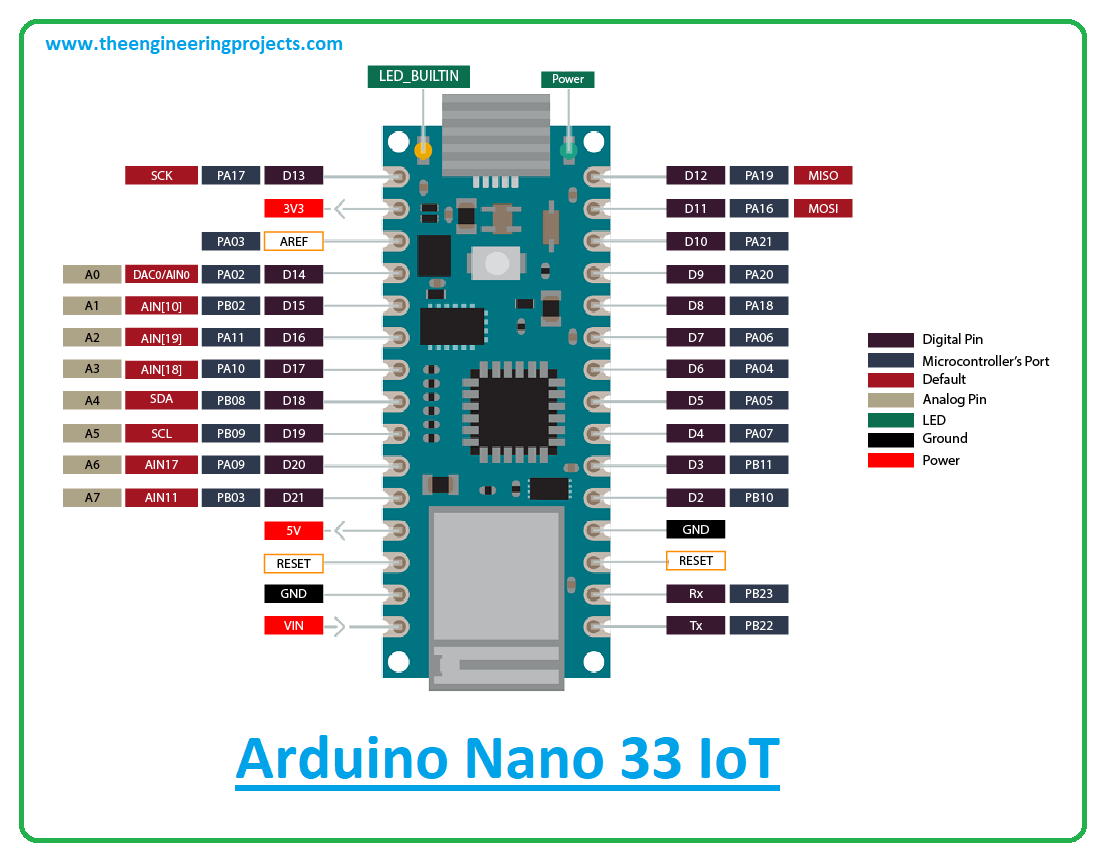 www.theengineeringprojects.com
LED_BUILTIN Power
SCK PA17 D13 D12 PA19 MISO
3V3 D11 PA16 MOSI
PA03 AREF D10 PA21
A0 DAC0/AIN0 PA02 D14 D9 PA20
A1 AIN[10] PB02 D15 D8 PA18
A2 AIN[19] PA11 D16 D7 PA06
A3 AIN[18] PA10 D17 D6 PA04
A4 SDA PB08 D18 D5 PA05
A5 SCL PB09 D19 D4 PA07
A6 AIN17 PA09 D20 D3 PB11
A7 AIN11 PB03 D21 D2 PB10
5V GND
RESET RESET
GND Rx PB23
VIN Tx PB22
Digital Pin
Microcontroller's Port
Default
Analog Pin
LED
Ground
Power
Arduino Nano 33 IoT